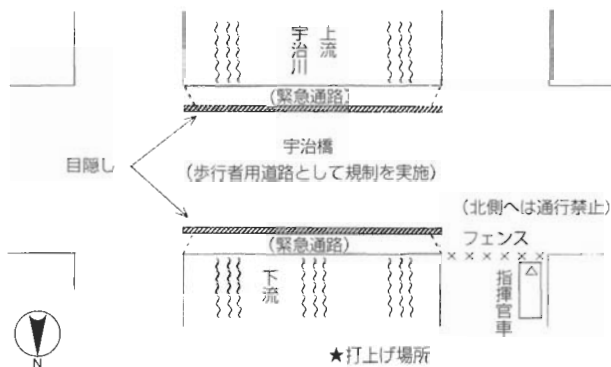 上流
宇治川
(緊急通路)
宇治橋
目隠し
(歩行者用道路として規制を実施)
(北側へは通行禁止)
フェンス
(緊急通路)
下流
指揮官車
★打上げ場所
N